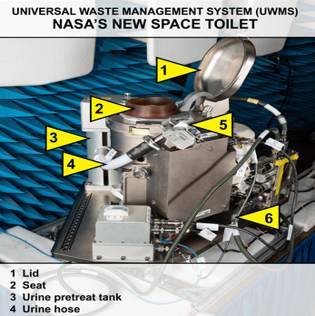 UNIVERSAL WASTE MANAGEMENT SYSTEM (UWMS)
NASA'S NEW SPACE TOILET
1
2
5
3
4
6
1 Lid
2 Seat
3 Urine pretreat tank
4 Urine hose